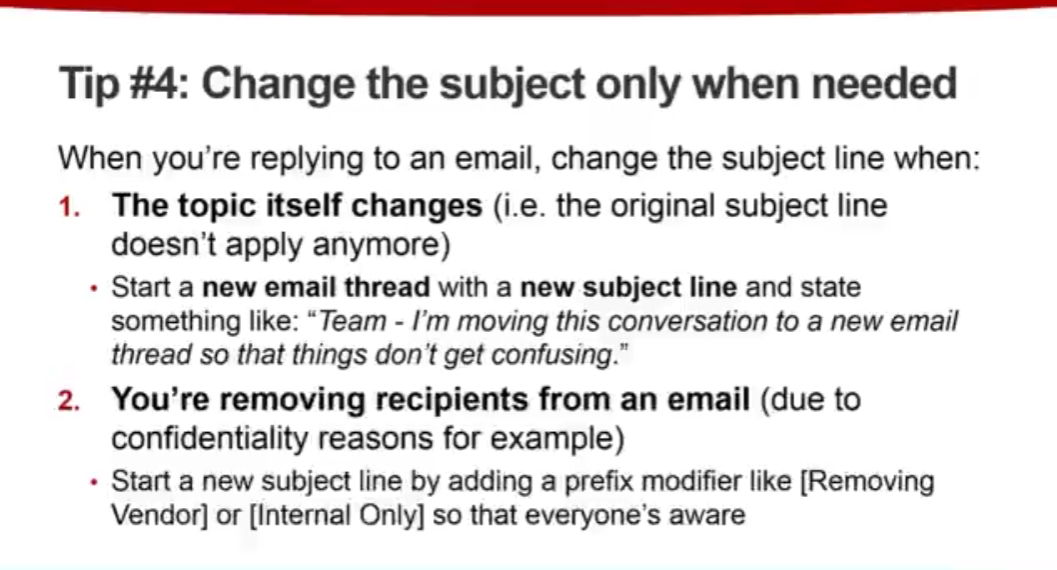 Tip #4: Change the subject only when needed
When you're replying to an email, change the subject line when:
1. The topic itself changes (i.e. the original subject line
doesn't apply anymore)
• Start a new email thread with a new subject line and state
something like: “Team - I'm moving this conversation to a new email
thread so that things don't get confusing.”
2. You're removing recipients from an email (due to
confidentiality reasons for example)
• Start a new subject line by adding a prefix modifier like [Removing
Vendor] or [Internal Only] so that everyone's aware